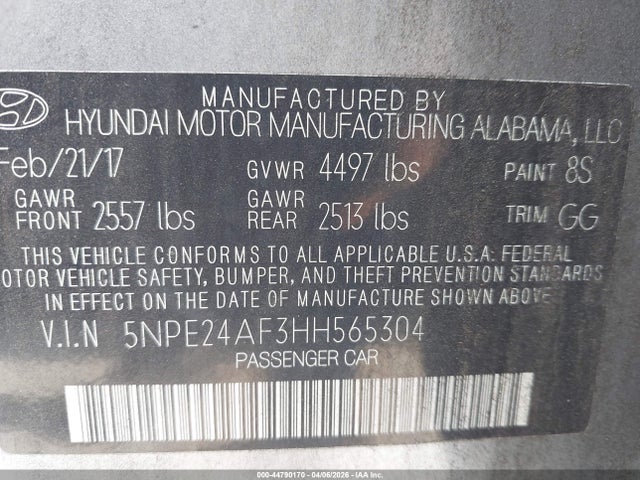 MANUFACTURED BY
HYUNDAI MOTOR MANUFACTURING ALABAMA, LLC
Feb/21/17 GVWR 4497 lbs PAINT 8S
GAWR FRONT 2557 lbs GAWR REAR 2513 lbs TRIM GG
THIS VEHICLE CONFORMS TO ALL APPLICABLE U.S.A. FEDERAL
MOTOR VEHICLE SAFETY, BUMPER, AND THEFT PREVENTION STANDARDS
IN EFFECT ON THE DATE OF MANUFACTURE SHOWN ABOVE
V.I.N 5NPE24AF3HH565304
PASSENGER CAR
000-44790170 - 04/06/2026 - IAAI.COM